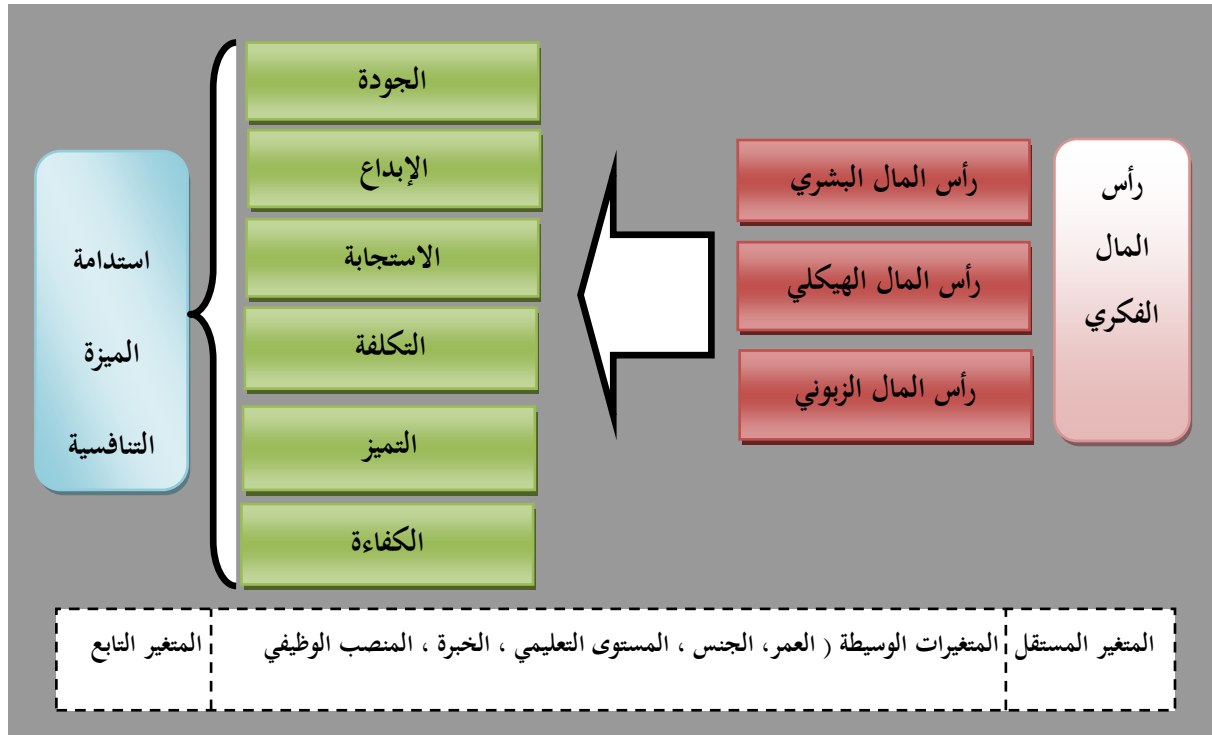 رأس
المال
الفكري
رأس المال البشري
رأس المال الهيكلي
رأس المال الزبوني
الجودة
الإبداع
الاستجابة
التكلفة
التميز
الكفاءة
استدامة
الميزة
التنافسية
المتغير المستقل
المتغيرات الوسيطة ( العمر، الجنس ، المستوى التعليمي ، الخبرة ، المنصب الوظيفي
المتغير التابع